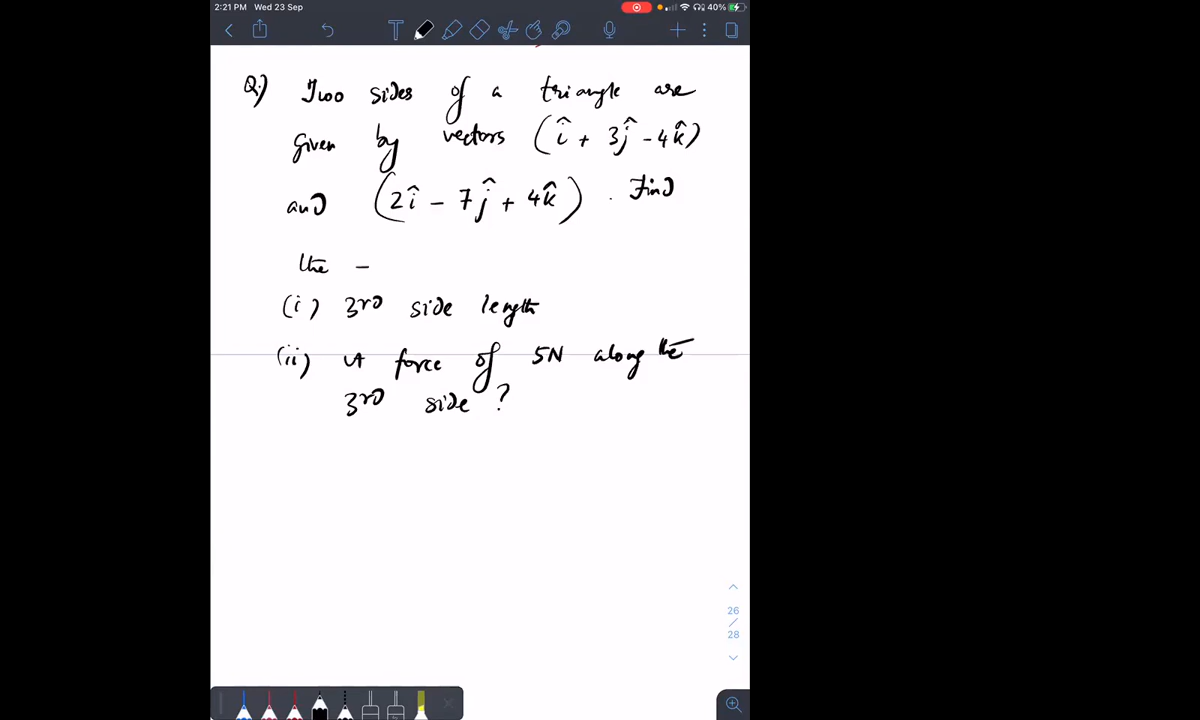 2:21 PM Wed 23 Sep
40%
Q) Two sides of a triangle are
given by vectors (î + 3ĵ - 4k̂)
and (2î - 7ĵ + 4k̂) . Find
the -
(i) 3rd side length
(ii) A force of 5N along the
3rd side ?
26
/
28